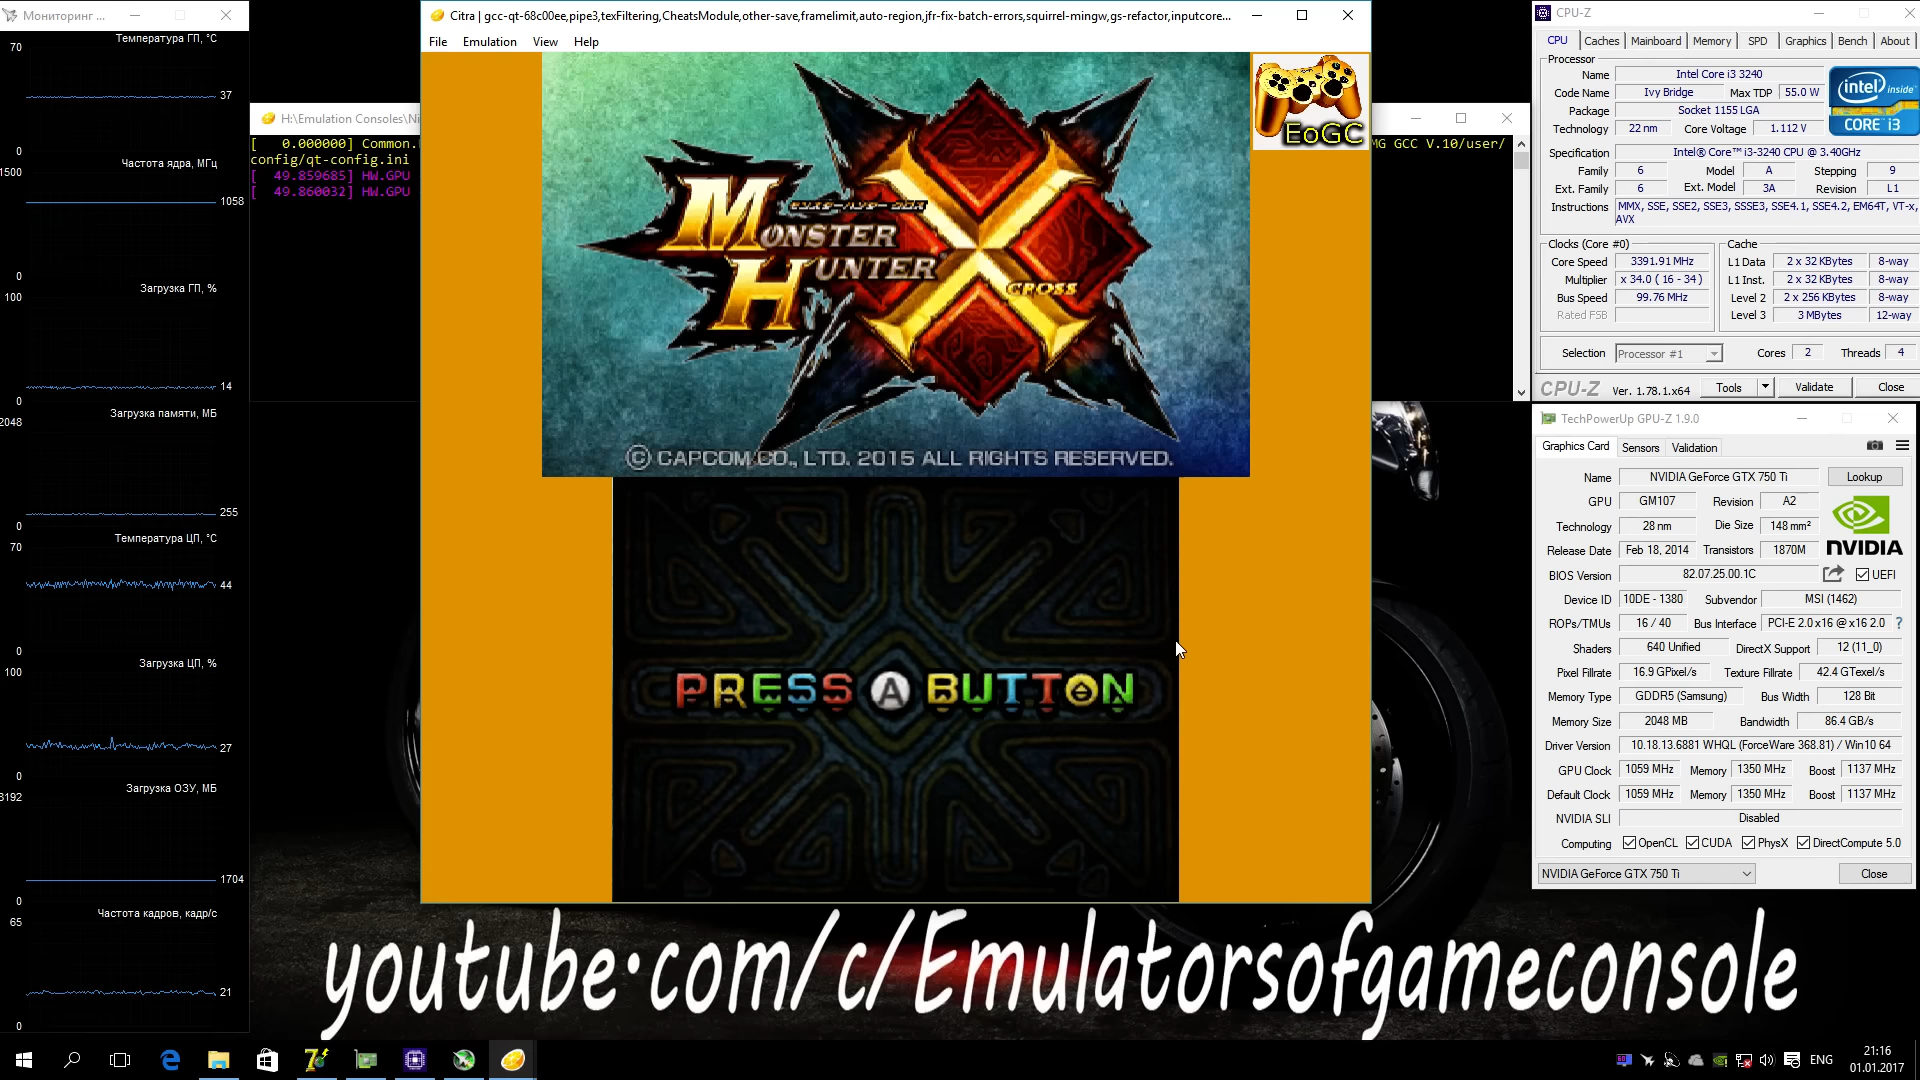 Мониторинг ...
Температура ГП, °C
70
37
0
Частота ядра, МГц
1500
1058
0
Загрузка ГП, %
100
14
0
Загрузка памяти, МБ
2048
255
0
Температура ЦП, °C
70
44
0
Загрузка ЦП, %
100
27
0
Загрузка ОЗУ, МБ
8192
1704
0
Частота кадров, кадр/с
65
21
0
H:\Emulation Consoles\Ni
[ 0.000000] Common.
MG GCC V.10/user/
config/qt-config.ini
[ 49.859685] HW.GPU
[ 49.860032] HW.GPU
Citra | gcc-qt-68c00ee,pipe3,texFiltering,CheatsModule,other-save,framelimit,auto-region,jfr-fix-batch-errors,squirrel-mingw,gs-refactor,inputcore...
File Emulation View Help
EoGC
モンスターハンター クロス
MONSTER
HUNTER
X
CROSS
© CAPCOM CO., LTD. 2015 ALL RIGHTS RESERVED.
PRESS A BUTTON
CPU-Z
CPU Caches Mainboard Memory SPD Graphics Bench About
Processor
Name Intel Core i3 3240
Code Name Ivy Bridge Max TDP 55.0 W
Package Socket 1155 LGA
Technology 22 nm Core Voltage 1.112 V
intel inside
CORE i3
Specification Intel® Core™ i3-3240 CPU @ 3.40GHz
Family 6 Model A Stepping 9
Ext. Family 6 Ext. Model 3A Revision L1
Instructions MMX, SSE, SSE2, SSE3, SSSE3, SSE4.1, SSE4.2, EM64T, VT-x,
AVX
Clocks (Core #0) Cache
Core Speed 3391.91 MHz L1 Data 2 x 32 KBytes 8-way
Multiplier x 34.0 ( 16 - 34 ) L1 Inst. 2 x 32 KBytes 8-way
Bus Speed 99.76 MHz Level 2 2 x 256 KBytes 8-way
Rated FSB Level 3 3 MBytes 12-way
Selection Processor #1 Cores 2 Threads 4
CPU-Z Ver. 1.78.1.x64 Tools Validate Close
TechPowerUp GPU-Z 1.9.0
Graphics Card Sensors Validation
Name NVIDIA GeForce GTX 750 Ti Lookup
GPU GM107 Revision A2
Technology 28 nm Die Size 148 mm²
Release Date Feb 18, 2014 Transistors 1870M
NVIDIA
BIOS Version 82.07.25.00.1C UEFI
Device ID 10DE - 1380 Subvendor MSI (1462)
ROPs/TMUs 16 / 40 Bus Interface PCI-E 2.0 x16 @ x16 2.0 ?
Shaders 640 Unified DirectX Support 12 (11_0)
Pixel Fillrate 16.9 GPixel/s Texture Fillrate 42.4 GTexel/s
Memory Type GDDR5 (Samsung) Bus Width 128 Bit
Memory Size 2048 MB Bandwidth 86.4 GB/s
Driver Version 10.18.13.6881 WHQL (ForceWare 368.81) / Win10 64
GPU Clock 1059 MHz Memory 1350 MHz Boost 1137 MHz
Default Clock 1059 MHz Memory 1350 MHz Boost 1137 MHz
NVIDIA SLI Disabled
Computing OpenCL CUDA PhysX DirectCompute 5.0
NVIDIA GeForce GTX 750 Ti Close
youtube.com/c/Emulatorsofgameconsole
ENG
21:16
01.01.2017